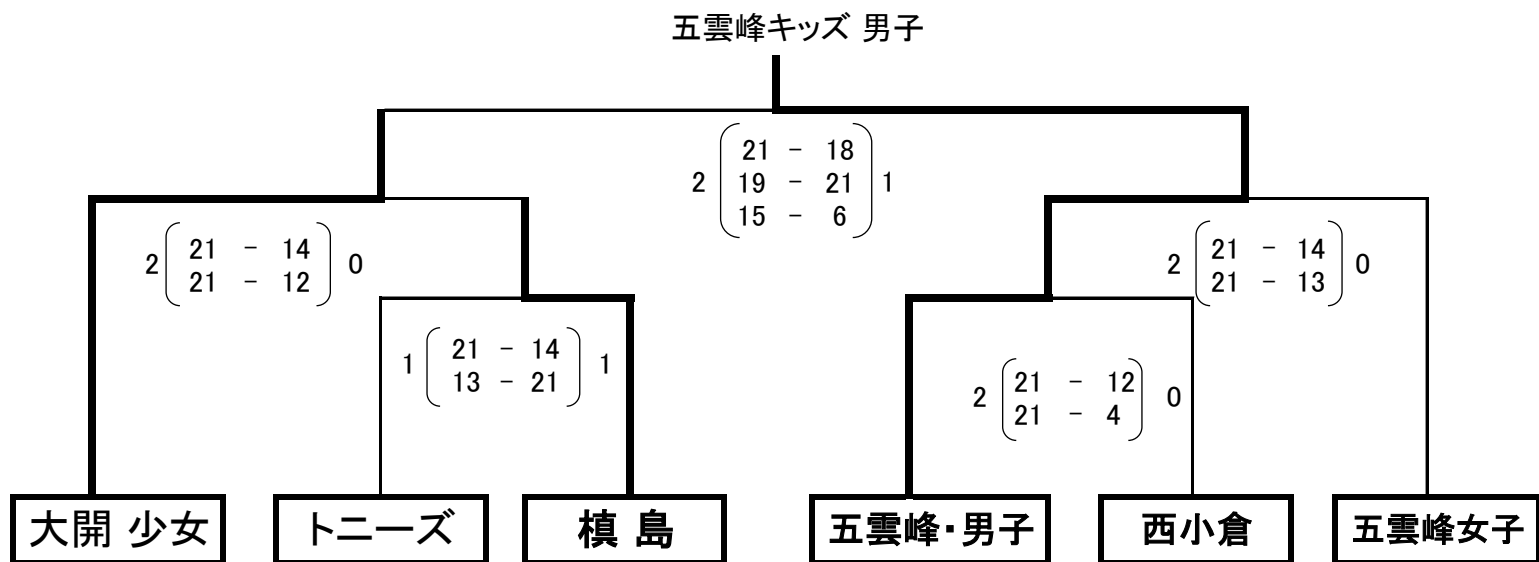 五雲峰キッズ 男子
21 - 18
2 19 - 21 1
15 - 6
21 - 14
2 0
21 - 12
21 - 14
2 0
21 - 13
21 - 14
1 1
13 - 21
21 - 12
2 0
21 - 4
大開 少女
トニーズ
槙 島
五雲峰・男子
西小倉
五雲峰女子